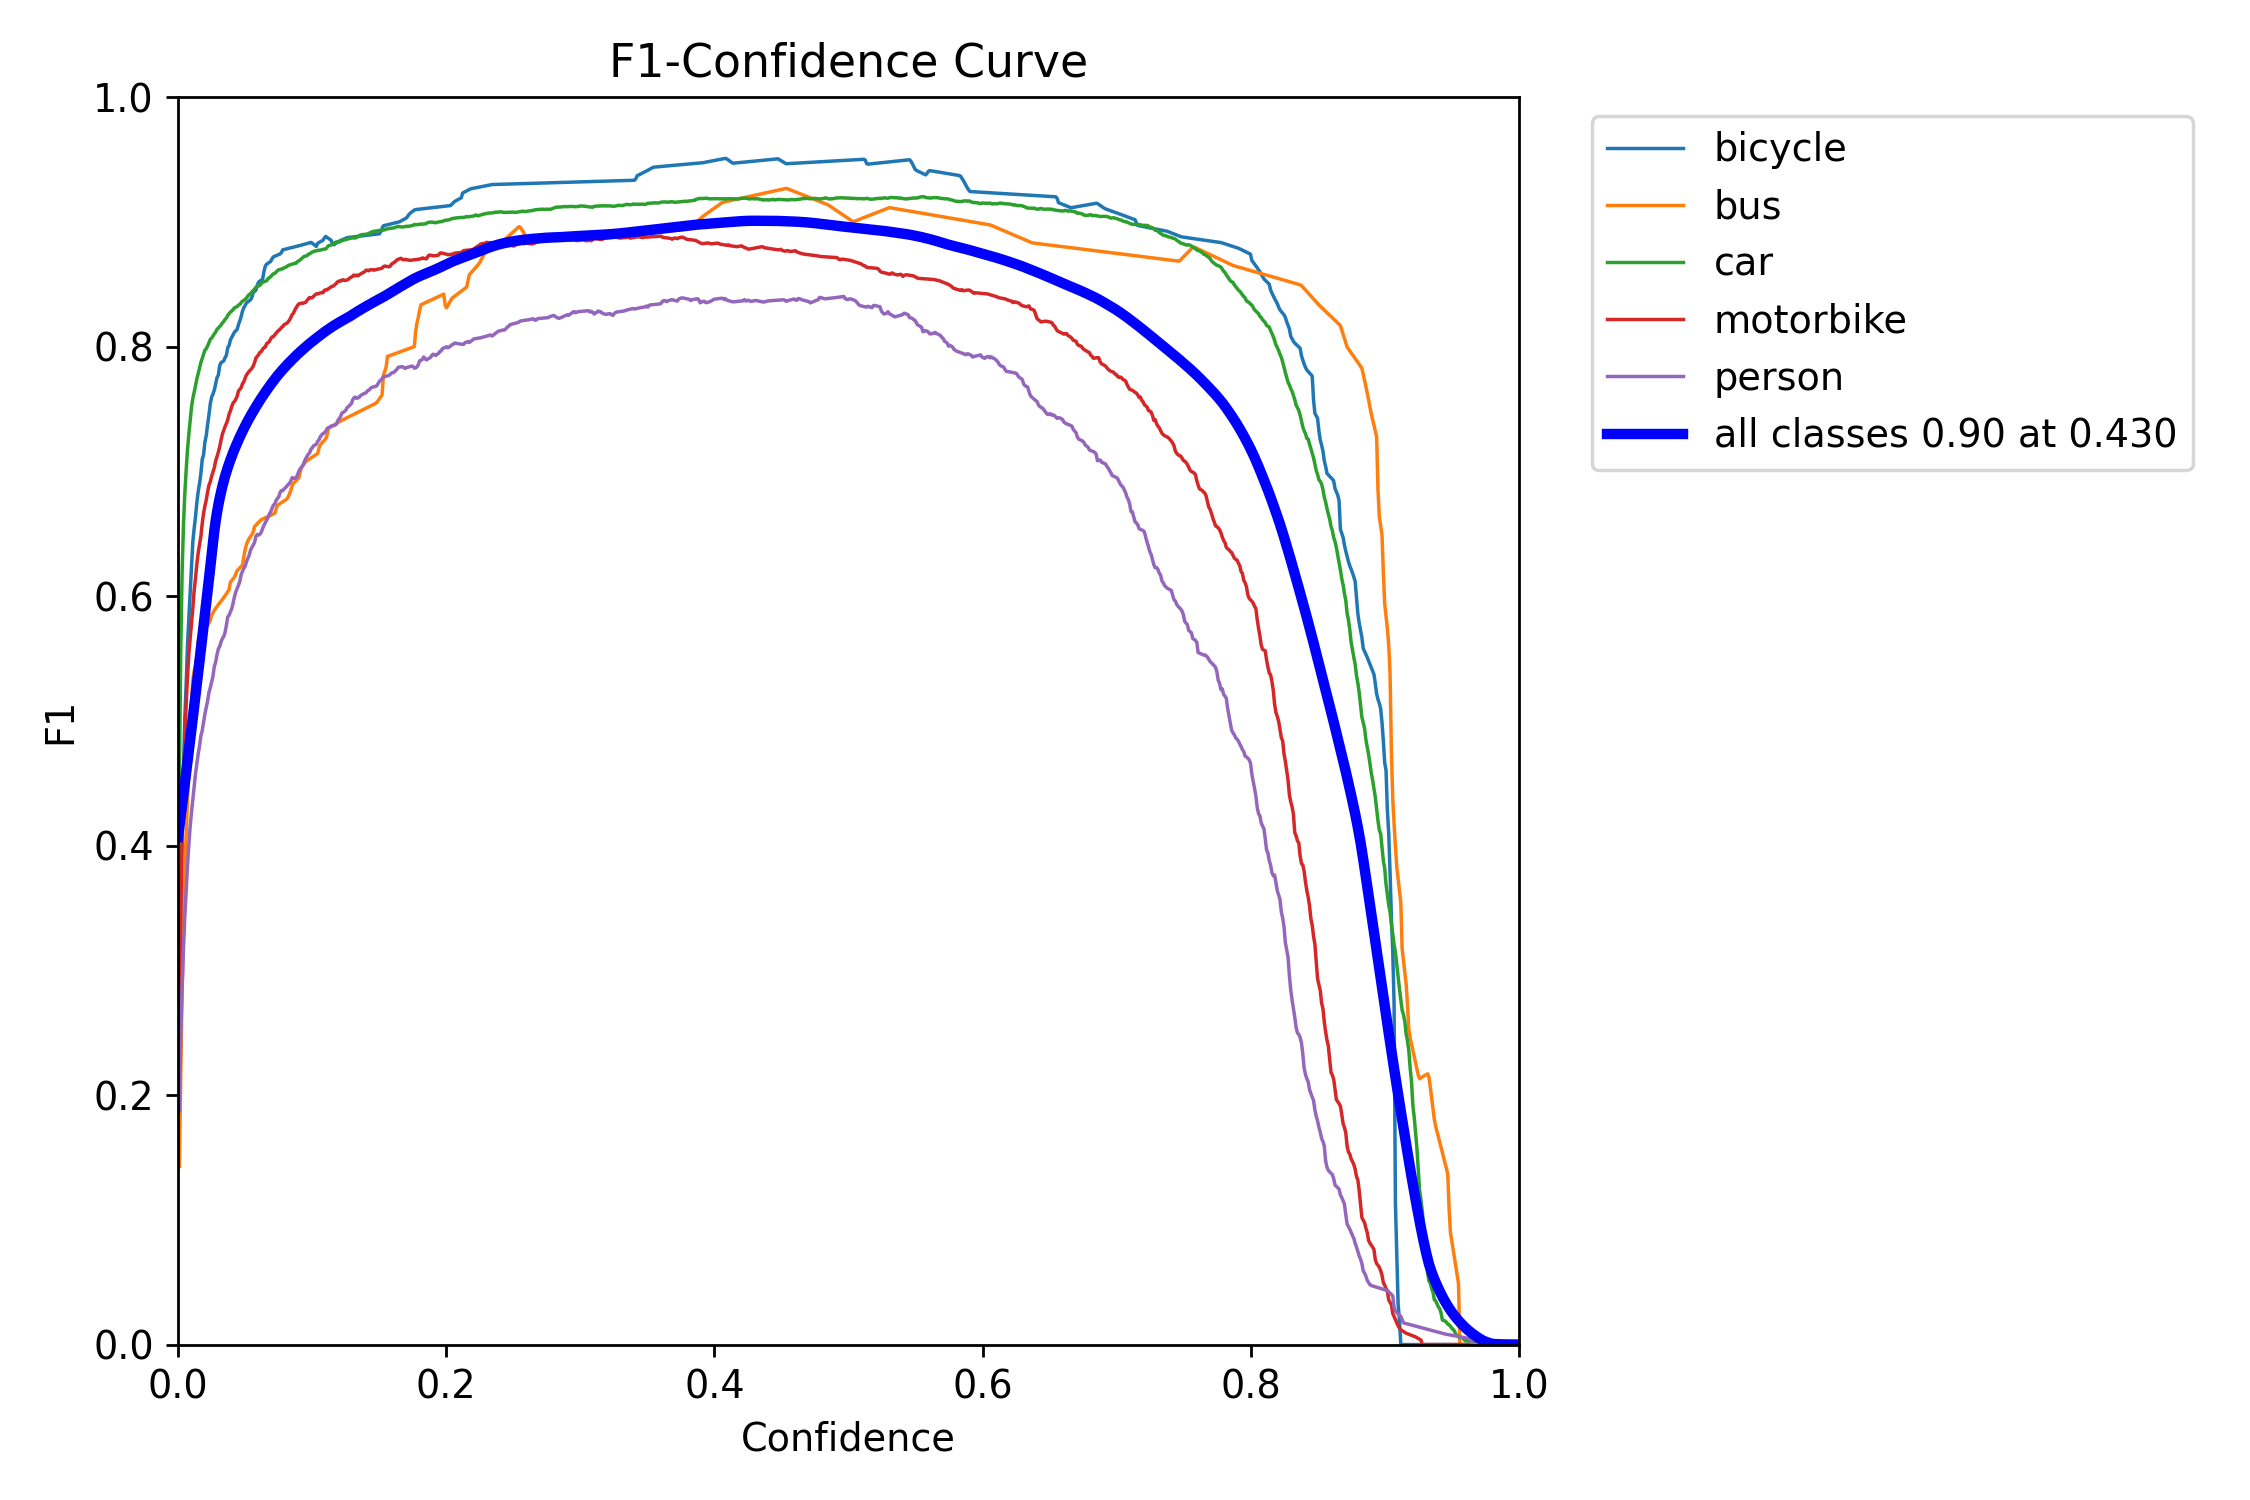 F1-Confidence Curve
1.0
0.8
0.6
0.4
0.2
0.0
F1
0.0 0.2 0.4 0.6 0.8 1.0
Confidence
bicycle
bus
car
motorbike
person
all classes 0.90 at 0.430